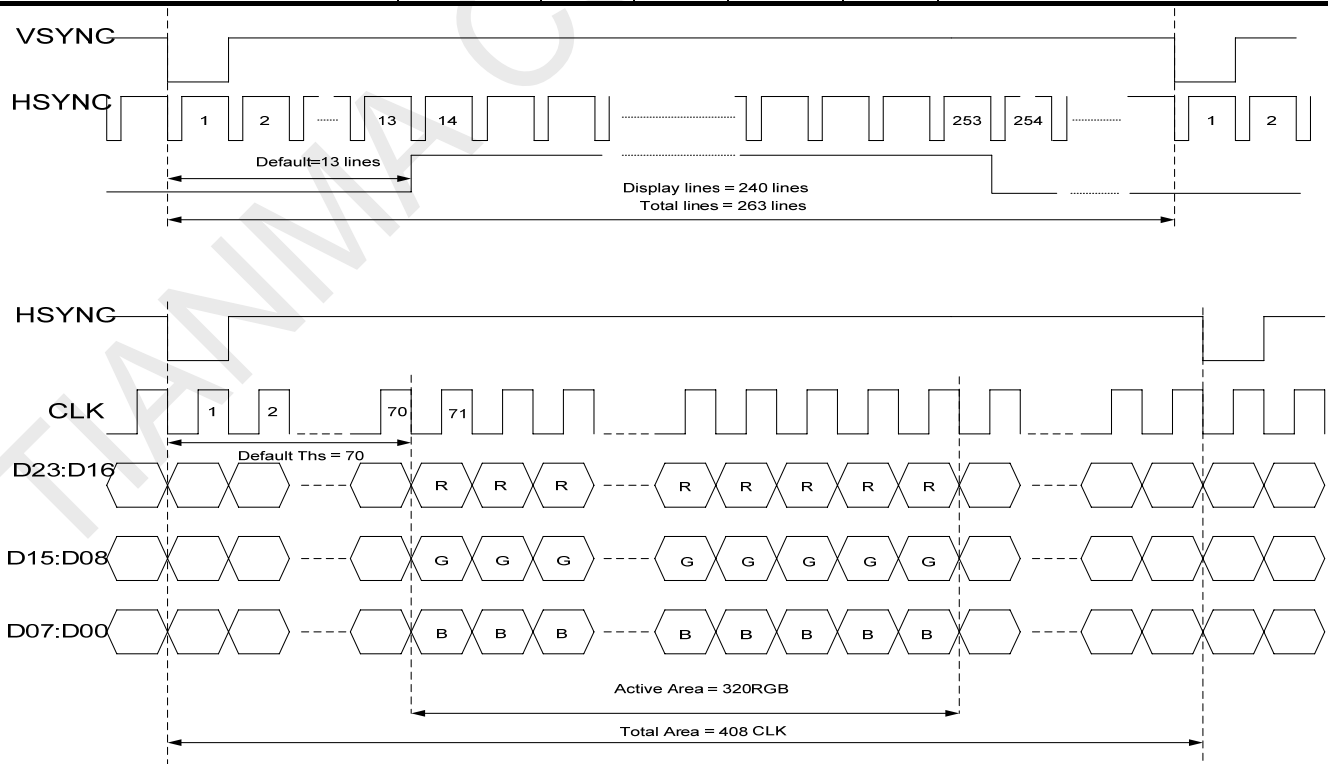 VSYNC
HSYNC
1 2 13 14 253 254 1 2
Default=13 lines
Display lines = 240 lines
Total lines = 263 lines
HSYNC
CLK
1 2 70 71
Default Ths = 70
D23:D16
R R R R R R R R
D15:D08
G G G G G G G G
D07:D00
B B B B B B B B
Active Area = 320RGB
Total Area = 408 CLK
TIANMA C